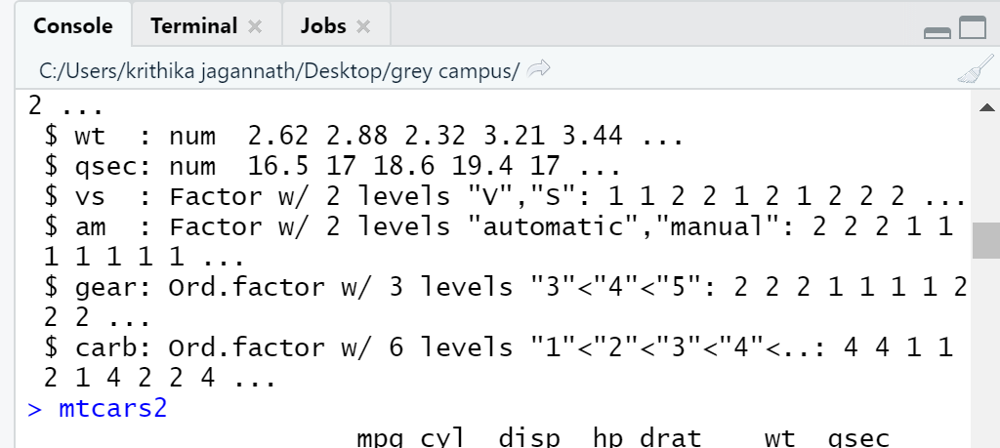 Console Terminal Jobs
C:/Users/krithika jagannath/Desktop/grey campus/
2 ...
$ wt  : num  2.62 2.88 2.32 3.21 3.44 ...
$ qsec: num  16.5 17 18.6 19.4 17 ...
$ vs  : Factor w/ 2 levels "V","S": 1 1 2 2 1 2 1 2 2 2 ...
$ am  : Factor w/ 2 levels "automatic","manual": 2 2 2 1 1
1 1 1 1 1 ...
$ gear: Ord.factor w/ 3 levels "3"<"4"<"5": 2 2 2 1 1 1 1 2
2 2 ...
$ carb: Ord.factor w/ 6 levels "1"<"2"<"3"<"4"<..: 4 4 1 1
2 1 4 2 2 4 ...
> mtcars2
mpg cyl  disp  hp drat    wt  qsec